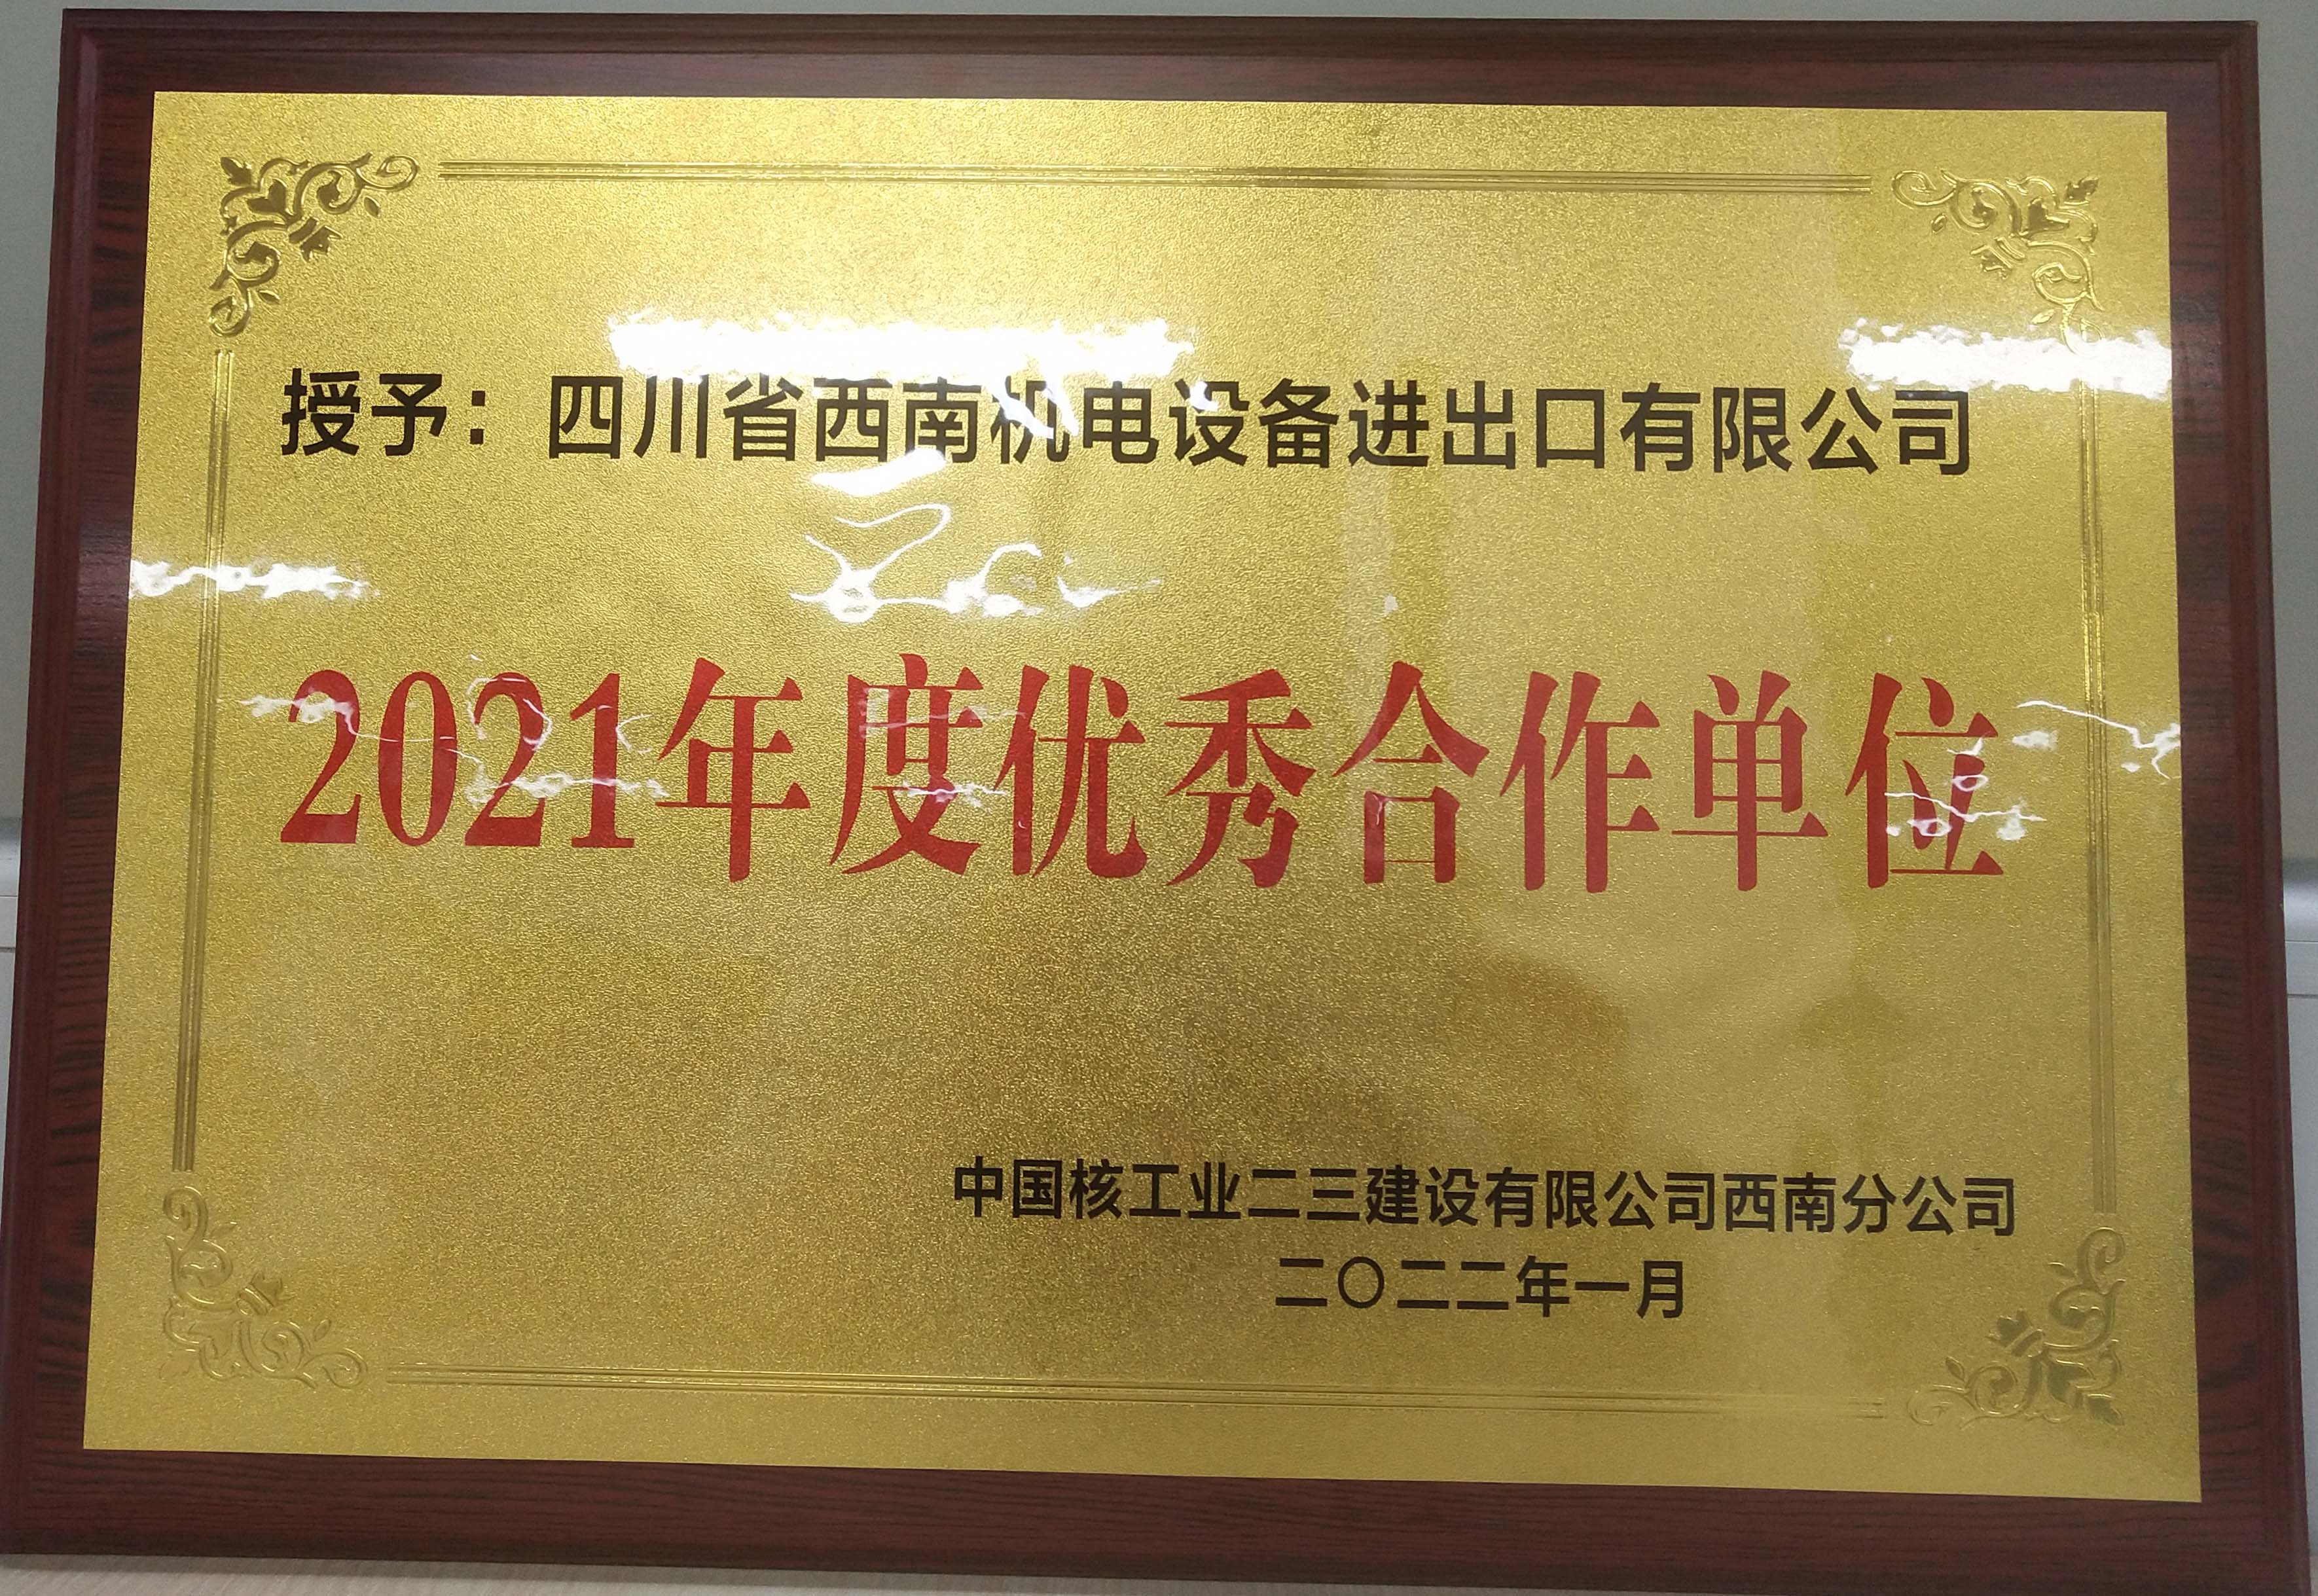 授予：四川省西南机电设备进出口有限公司
2021年度优秀合作单位
中国核工业二三建设有限公司西南分公司
二〇二二年一月